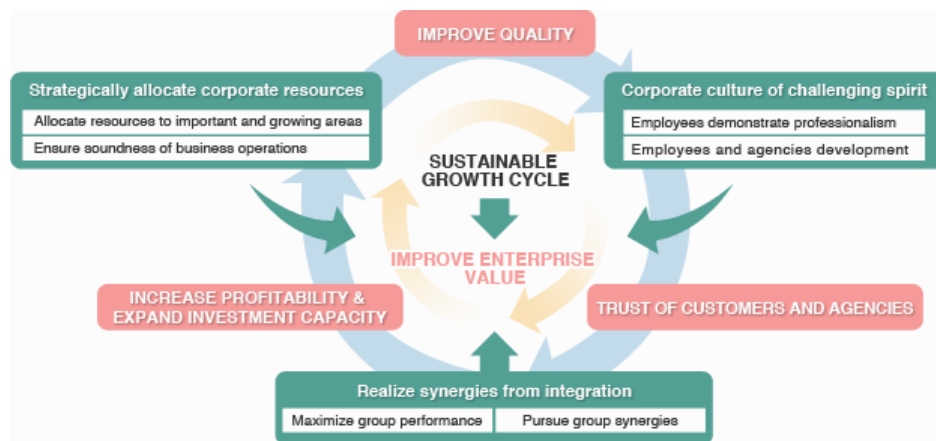 IMPROVE QUALITY
Strategically allocate corporate resources
Allocate resources to important and growing areas
Ensure soundness of business operations
Corporate culture of challenging spirit
Employees demonstrate professionalism
Employees and agencies development
SUSTAINABLE
GROWTH CYCLE
IMPROVE ENTERPRISE
VALUE
INCREASE PROFITABILITY &
EXPAND INVESTMENT CAPACITY
TRUST OF CUSTOMERS AND AGENCIES
Realize synergies from integration
Maximize group performance
Pursue group synergies